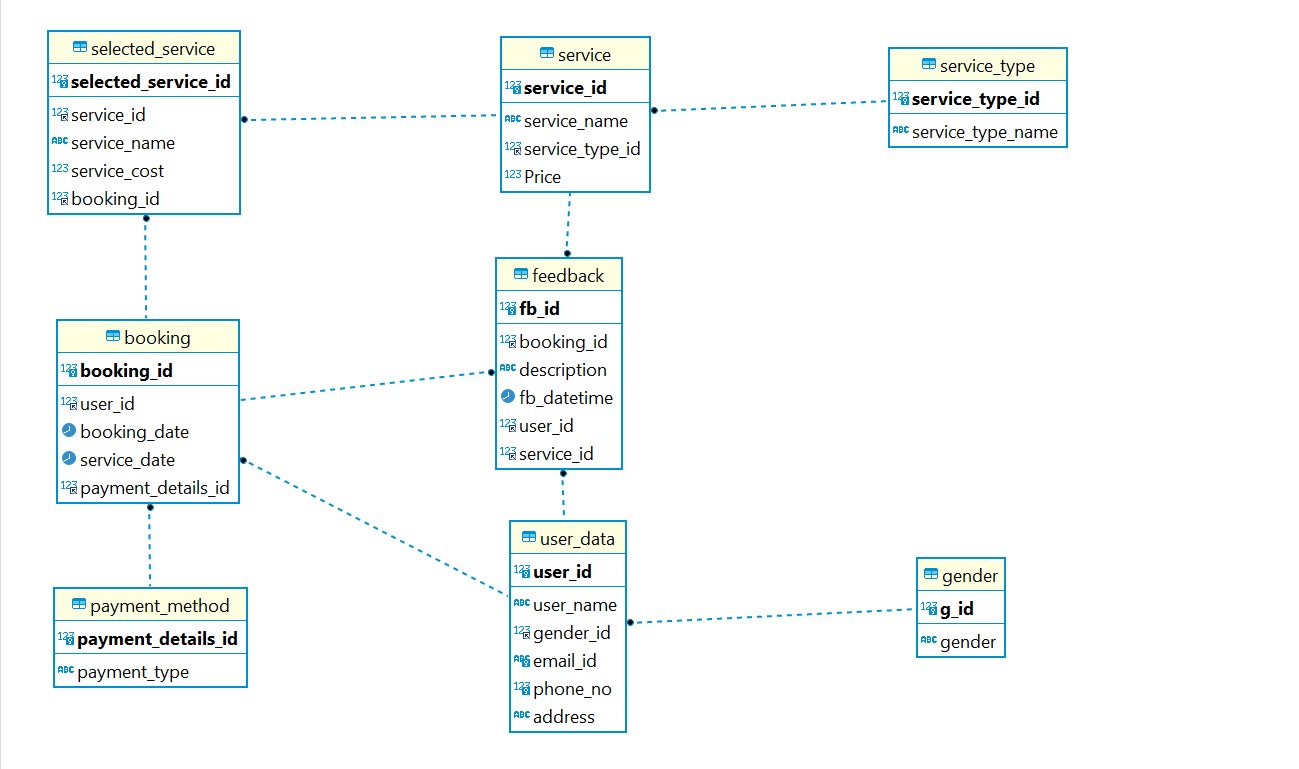 selected_service
selected_service_id
service_id
service_name
service_cost
booking_id
service
service_id
service_name
service_type_id
Price
service_type
service_type_id
service_type_name
feedback
fb_id
booking_id
description
fb_datetime
user_id
service_id
booking
booking_id
user_id
booking_date
service_date
payment_details_id
user_data
user_id
user_name
gender_id
email_id
phone_no
address
gender
g_id
gender
payment_method
payment_details_id
payment_type